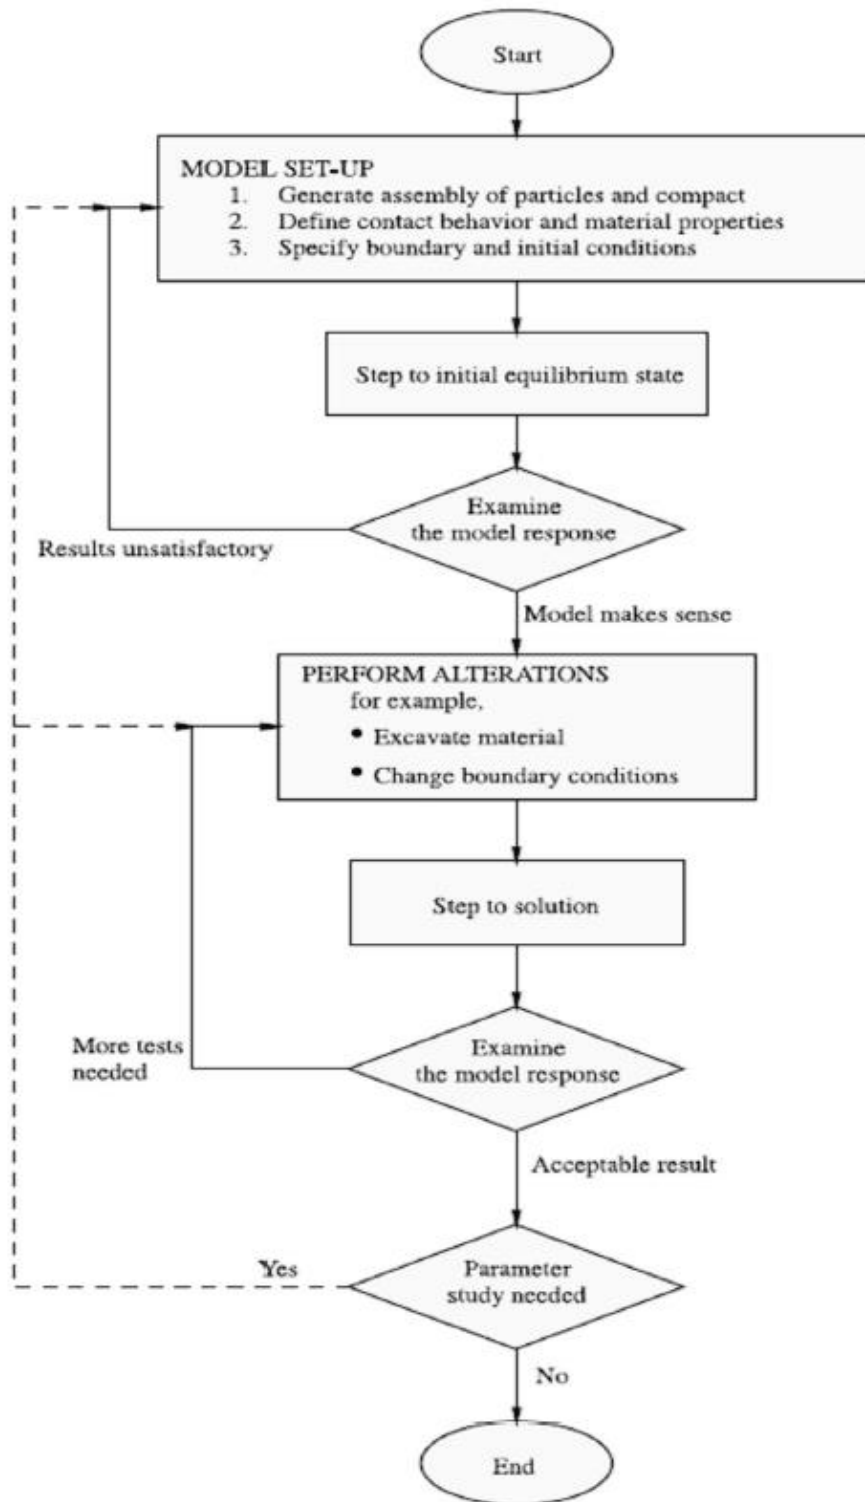 Start
MODEL SET-UP
1. Generate assembly of particles and compact
2. Define contact behavior and material properties
3. Specify boundary and initial conditions
Step to initial equilibrium state
Examine
the model response
Results unsatisfactory
Model makes sense
PERFORM ALTERATIONS
for example,
• Excavate material
• Change boundary conditions
Step to solution
Examine
the model response
More tests
needed
Acceptable result
Parameter
study needed
Yes
No
End